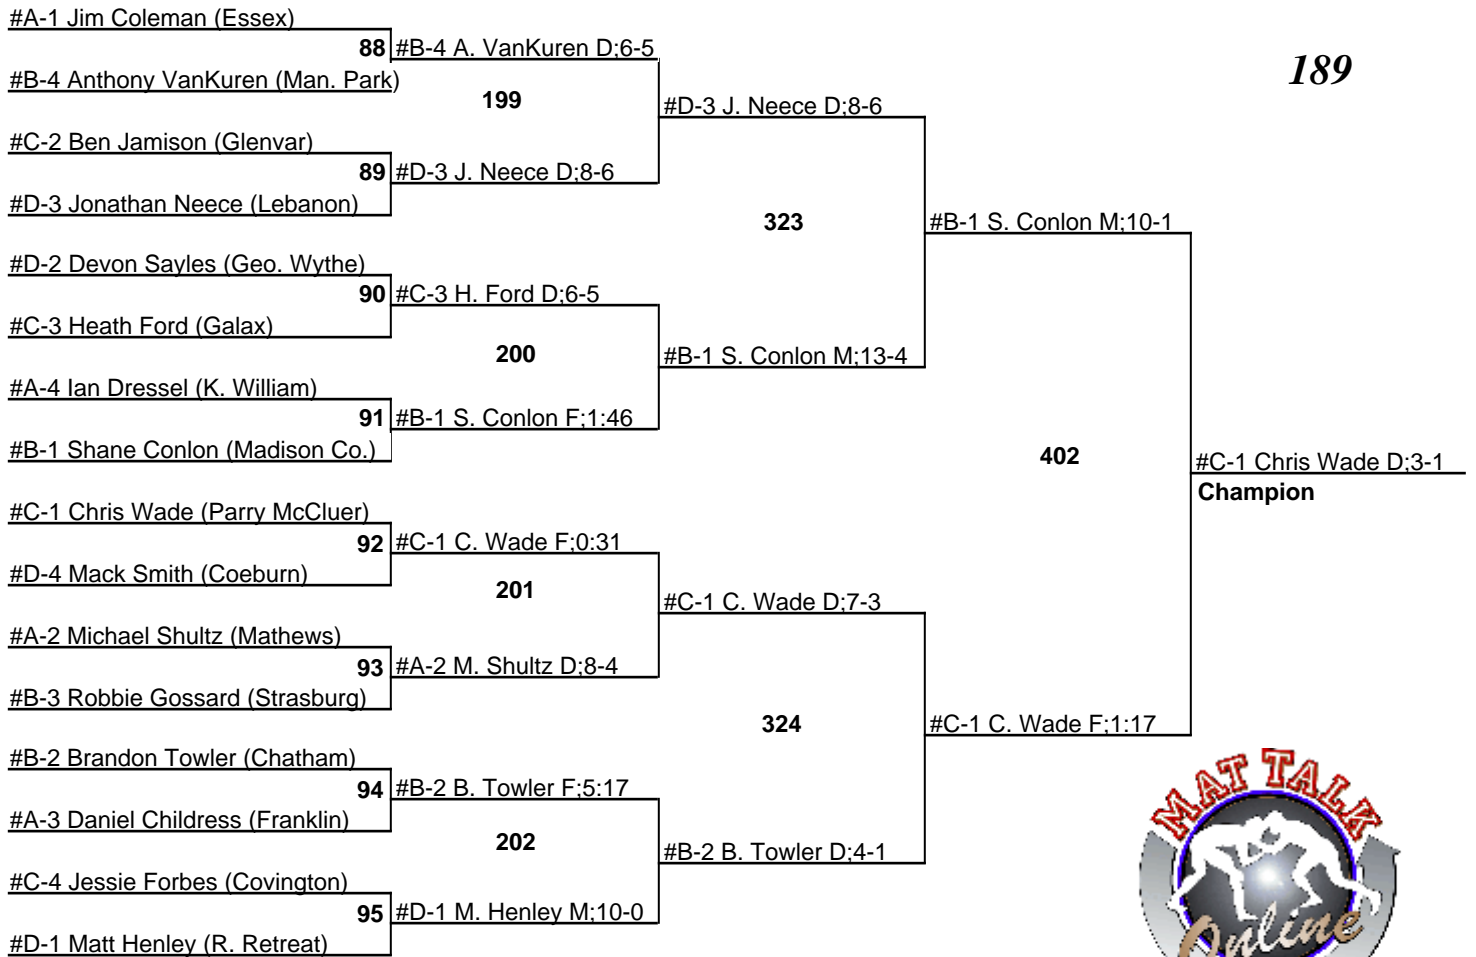 #A-1 Jim Coleman (Essex)
88 #B-4 A. VanKuren D;6-5
189
#B-4 Anthony VanKuren (Man. Park)
199
#D-3 J. Neece D;8-6
#C-2 Ben Jamison (Glenvar)
89 #D-3 J. Neece D;8-6
#D-3 Jonathan Neece (Lebanon)
323
#B-1 S. Conlon M;10-1
#D-2 Devon Sayles (Geo. Wythe)
90 #C-3 H. Ford D;6-5
#C-3 Heath Ford (Galax)
200
#B-1 S. Conlon M;13-4
#A-4 Ian Dressel (K. William)
91 #B-1 S. Conlon F;1:46
#B-1 Shane Conlon (Madison Co.)
402
#C-1 Chris Wade D;3-1
Champion
#C-1 Chris Wade (Parry McCluer)
92 #C-1 C. Wade F;0:31
#D-4 Mack Smith (Coeburn)
201
#C-1 C. Wade D;7-3
#A-2 Michael Shultz (Mathews)
93 #A-2 M. Shultz D;8-4
#B-3 Robbie Gossard (Strasburg)
324
#C-1 C. Wade F;1:17
#B-2 Brandon Towler (Chatham)
94 #B-2 B. Towler F;5:17
#A-3 Daniel Childress (Franklin)
202
#B-2 B. Towler D;4-1
#C-4 Jessie Forbes (Covington)
95 #D-1 M. Henley M;10-0
#D-1 Matt Henley (R. Retreat)
MAT TALK
Online